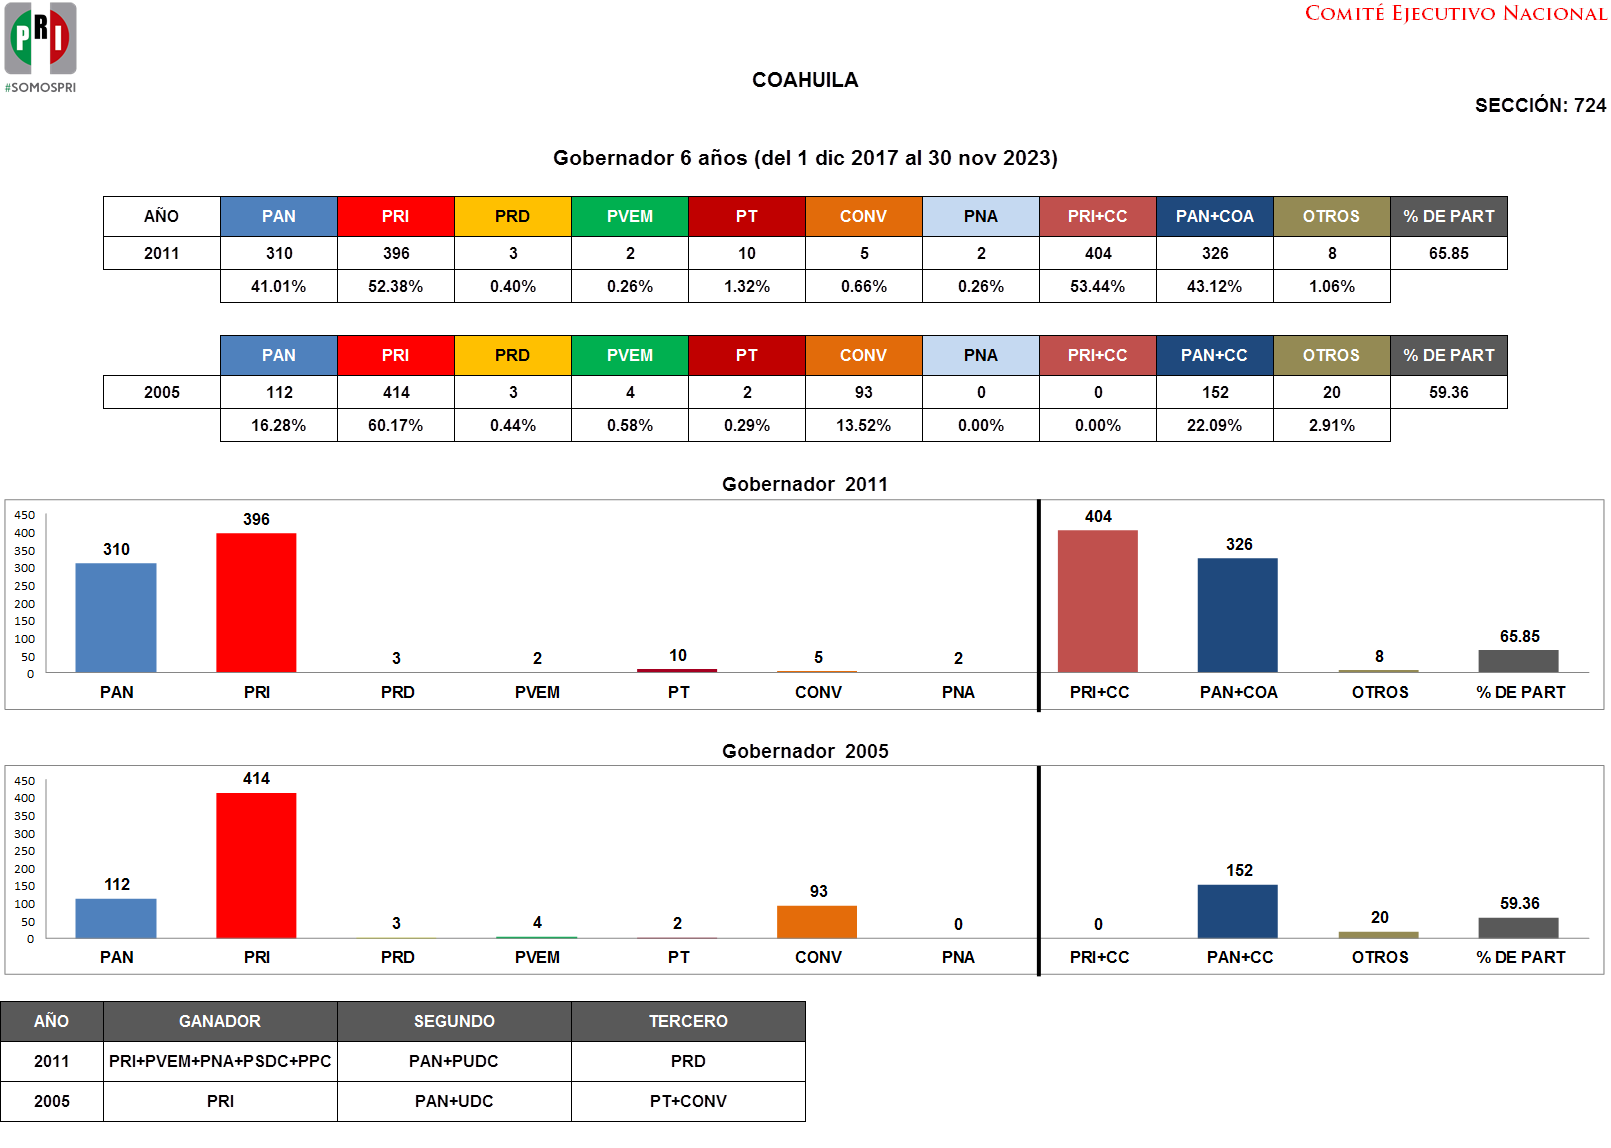 PRI
#SOMOSPRI
COMITÉ EJECUTIVO NACIONAL
COAHUILA
SECCIÓN: 724
Gobernador 6 años (del 1 dic 2017 al 30 nov 2023)
AÑO PAN PRI PRD PVEM PT CONV PNA PRI+CC PAN+COA OTROS % DE PART
2011 310 396 3 2 10 5 2 404 326 8 65.85
41.01% 52.38% 0.40% 0.26% 1.32% 0.66% 0.26% 53.44% 43.12% 1.06%
PAN PRI PRD PVEM PT CONV PNA PRI+CC PAN+CC OTROS % DE PART
2005 112 414 3 4 2 93 0 0 152 20 59.36
16.28% 60.17% 0.44% 0.58% 0.29% 13.52% 0.00% 0.00% 22.09% 2.91%
Gobernador 2011
450
400
350
300
250
200
150
100
50
0
310 396 3 2 10 5 2 404 326 8 65.85
PAN PRI PRD PVEM PT CONV PNA PRI+CC PAN+COA OTROS % DE PART
Gobernador 2005
450
400
350
300
250
200
150
100
50
0
112 414 3 4 2 93 0 0 152 20 59.36
PAN PRI PRD PVEM PT CONV PNA PRI+CC PAN+CC OTROS % DE PART
AÑO GANADOR SEGUNDO TERCERO
2011 PRI+PVEM+PNA+PSDC+PPC PAN+PUDC PRD
2005 PRI PAN+UDC PT+CONV